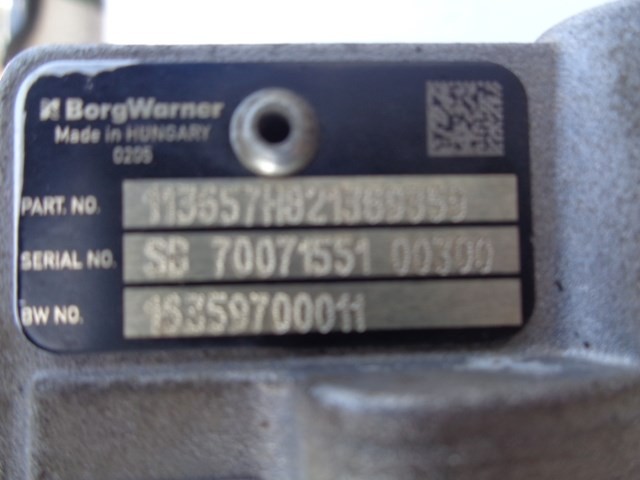 BorgWarner
Made in HUNGARY
0205
PART. NO.
SERIAL NO. 70071551 00300
BW NO. 16359700011